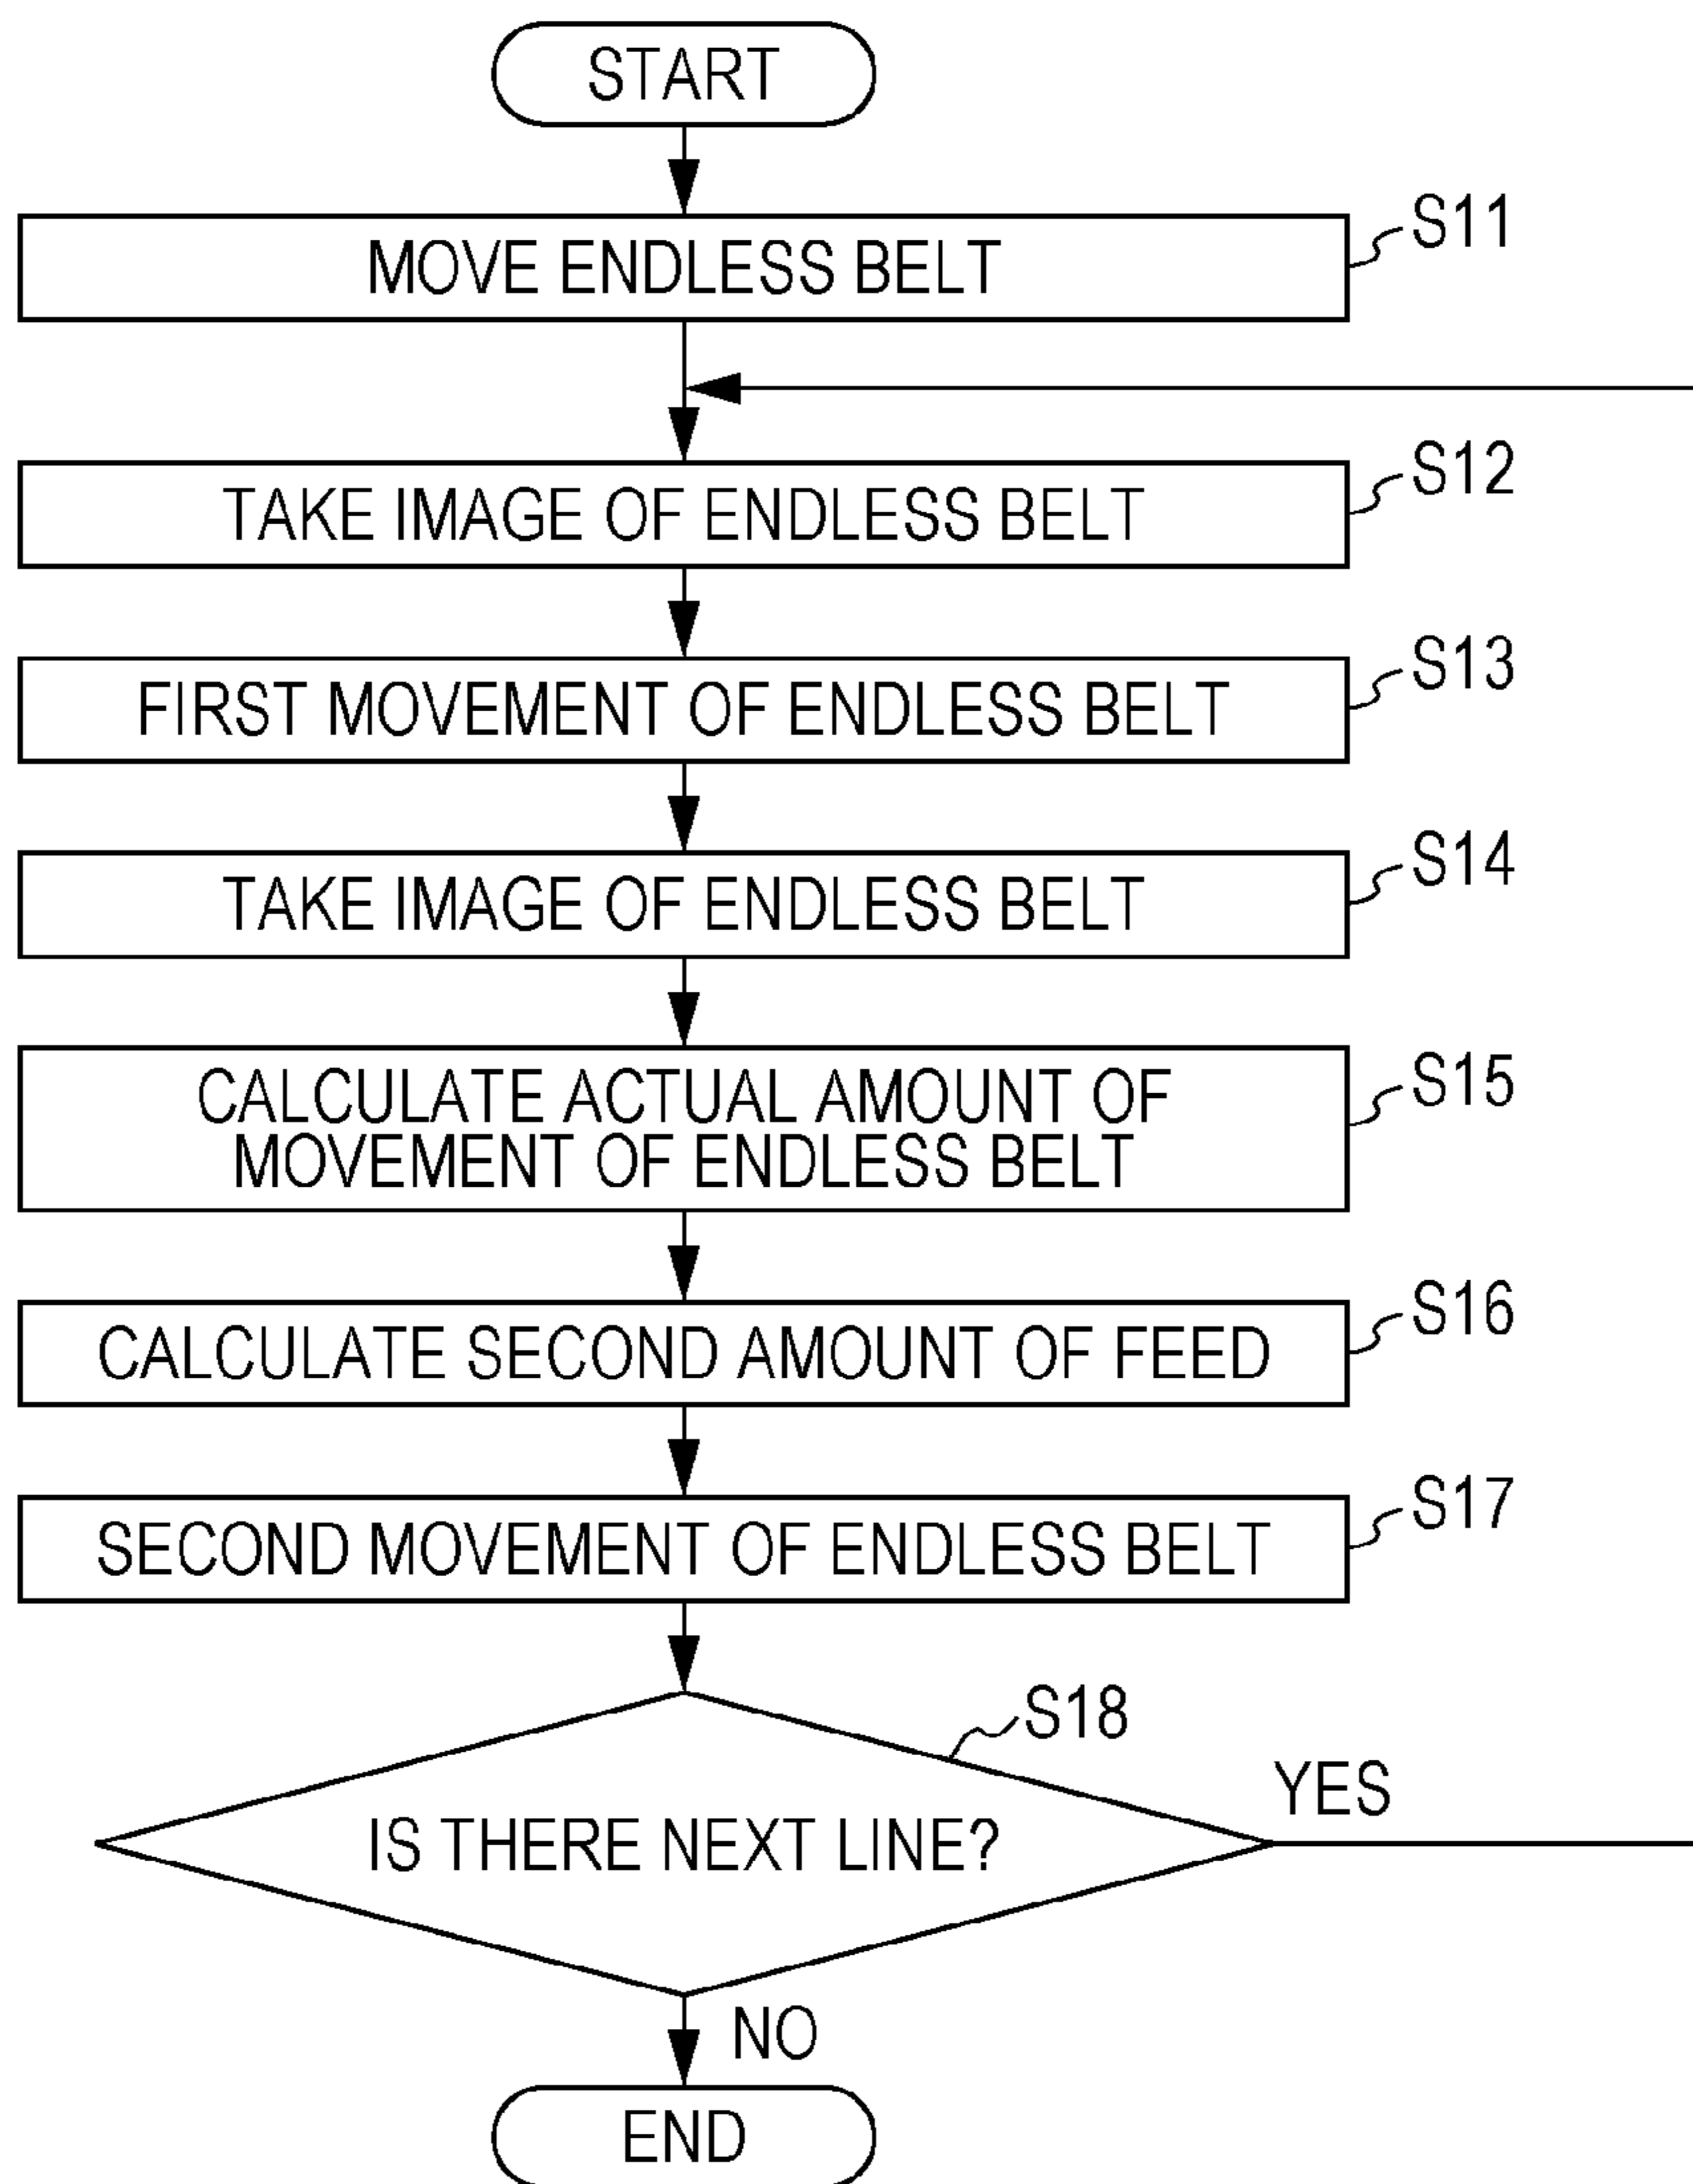 START
MOVE ENDLESS BELT
S11
TAKE IMAGE OF ENDLESS BELT
S12
FIRST MOVEMENT OF ENDLESS BELT
S13
TAKE IMAGE OF ENDLESS BELT
S14
CALCULATE ACTUAL AMOUNT OF
MOVEMENT OF ENDLESS BELT
S15
CALCULATE SECOND AMOUNT OF FEED
S16
SECOND MOVEMENT OF ENDLESS BELT
S17
S18
IS THERE NEXT LINE?
YES
NO
END